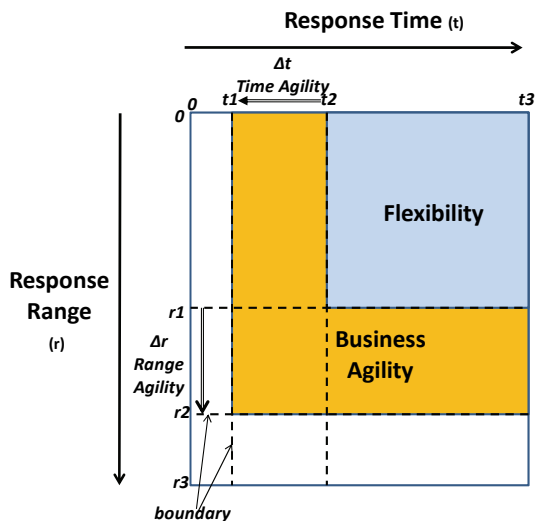 Response Time (t)
Δt
Time Agility
0 t1 t2 t3
0
Flexibility
Response
Range
(r)
r1
Δr
Range
Agility
Business
Agility
r2
r3
boundary